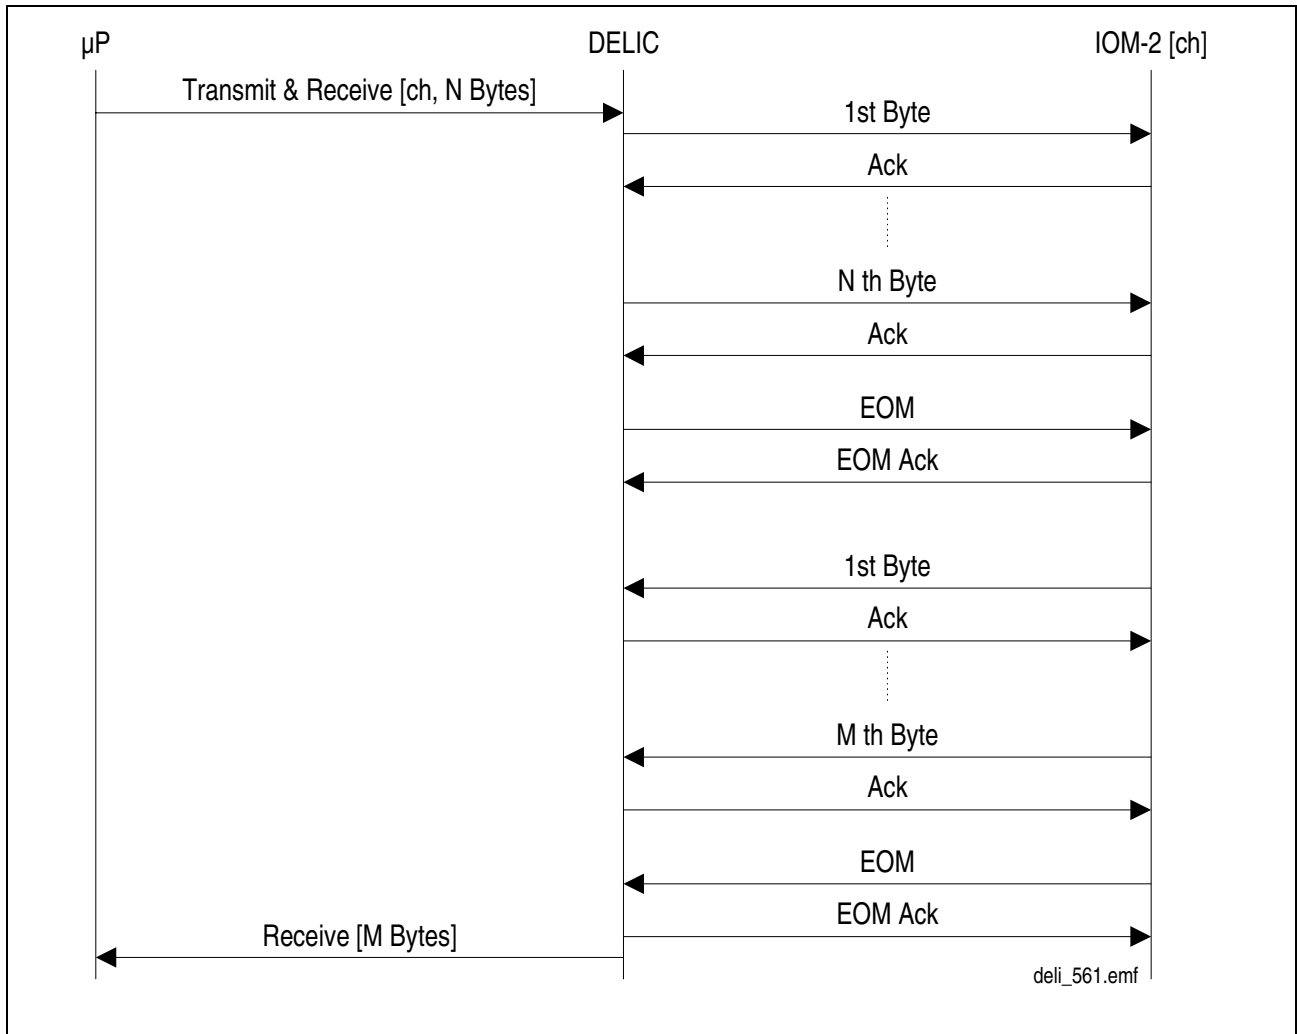 µP DELIC IOM-2 [ch]
Transmit & Receive [ch, N Bytes]
1st Byte
Ack
N th Byte
Ack
EOM
EOM Ack
1st Byte
Ack
M th Byte
Ack
EOM
EOM Ack
Receive [M Bytes]
deli_561.emf